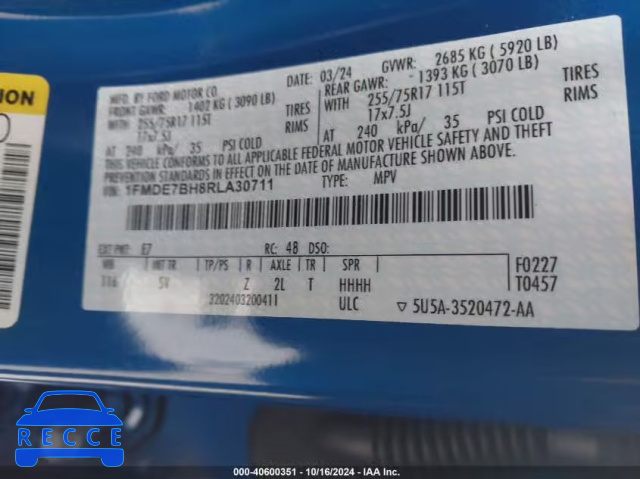 ION
MFD. BY FORD MOTOR CO.
DATE: 03/24 GVWR: 2685 KG ( 5920 LB)
FRONT GAWR: 1402 KG ( 3090 LB)
REAR GAWR: 1393 KG ( 3070 LB)
WITH 255/75R17 115T TIRES
17x7.5J RIMS
AT 240 kPa/ 35 PSI COLD
WITH 255/75R17 115T TIRES
17x7.5J RIMS
AT 240 kPa/ 35 PSI COLD
THIS VEHICLE CONFORMS TO ALL APPLICABLE FEDERAL MOTOR VEHICLE SAFETY AND THEFT
PREVENTION STANDARDS IN EFFECT ON THE DATE OF MANUFACTURE SHOWN ABOVE.
1FMDE7BH8RLA30711 TYPE: MPV
EXT PNT: E7 RC: 48 DSO:
WB INT TR TP/PS R AXLE TR SPR
116 5V Z 2L T HHHH
F0227
T0457
2202403200411 ULC 5U5A-3520472-AA
RECCE
000-40600351 - 10/16/2024 - IAA Inc.